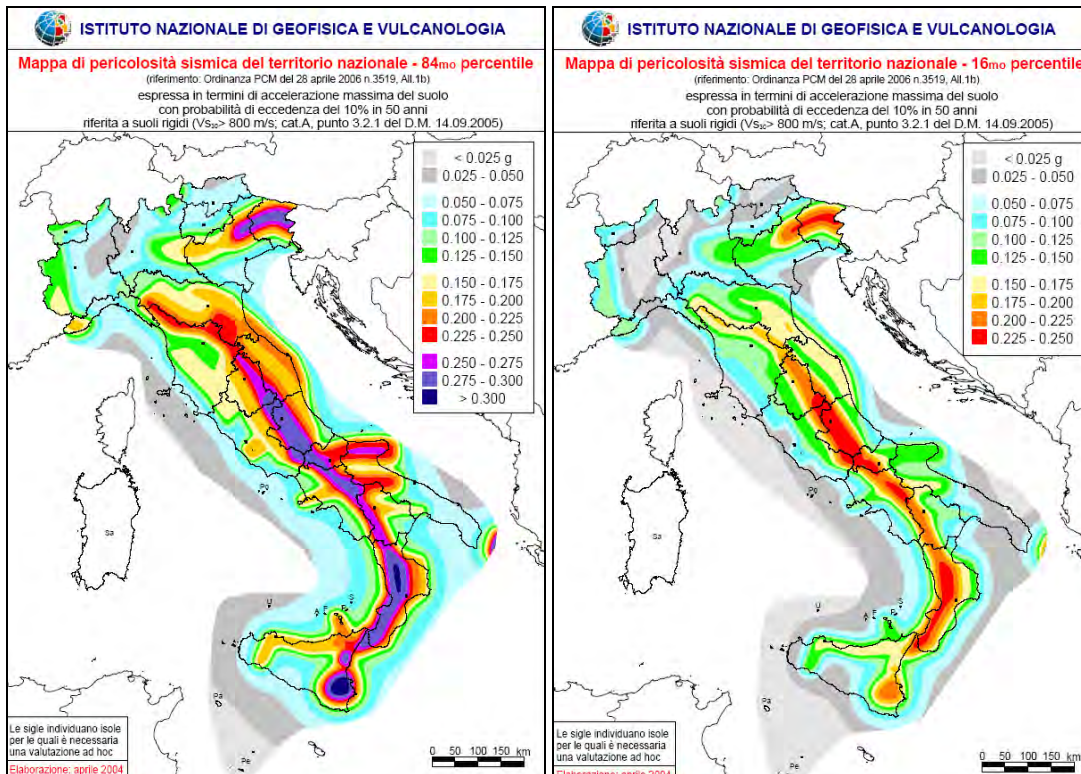 ISTITUTO NAZIONALE DI GEOFISICA E VULCANOLOGIA
Mappa di pericolosità sismica del territorio nazionale - 84mo percentile
(riferimento: Ordinanza PCM del 28 aprile 2006 n.3519, All.1b)
espressa in termini di accelerazione massima del suolo
con probabilità di eccedenza del 10% in 50 anni
riferita a suoli rigidi (Vs30> 800 m/s; cat.A, punto 3.2.1 del D.M. 14.09.2005)
< 0.025 g
0.025 - 0.050
0.050 - 0.075
0.075 - 0.100
0.100 - 0.125
0.125 - 0.150
0.150 - 0.175
0.175 - 0.200
0.200 - 0.225
0.225 - 0.250
0.250 - 0.275
0.275 - 0.300
> 0.300
Sa
Po
U
A
F
P
S
Pa
Pe
Le sigle individuano isole
per le quali è necessaria
una valutazione ad hoc
Elaborazione: aprile 2004
0 50 100 150 km
ISTITUTO NAZIONALE DI GEOFISICA E VULCANOLOGIA
Mappa di pericolosità sismica del territorio nazionale - 16mo percentile
(riferimento: Ordinanza PCM del 28 aprile 2006 n.3519, All.1b)
espressa in termini di accelerazione massima del suolo
con probabilità di eccedenza del 10% in 50 anni
riferita a suoli rigidi (Vs30> 800 m/s; cat.A, punto 3.2.1 del D.M. 14.09.2005)
< 0.025 g
0.025 - 0.050
0.050 - 0.075
0.075 - 0.100
0.100 - 0.125
0.125 - 0.150
0.150 - 0.175
0.175 - 0.200
0.200 - 0.225
0.225 - 0.250
Sa
Po
U
A
F
P
S
Pa
Pe
Le sigle individuano isole
per le quali è necessaria
una valutazione ad hoc
Elaborazione: aprile 2004
0 50 100 150 km